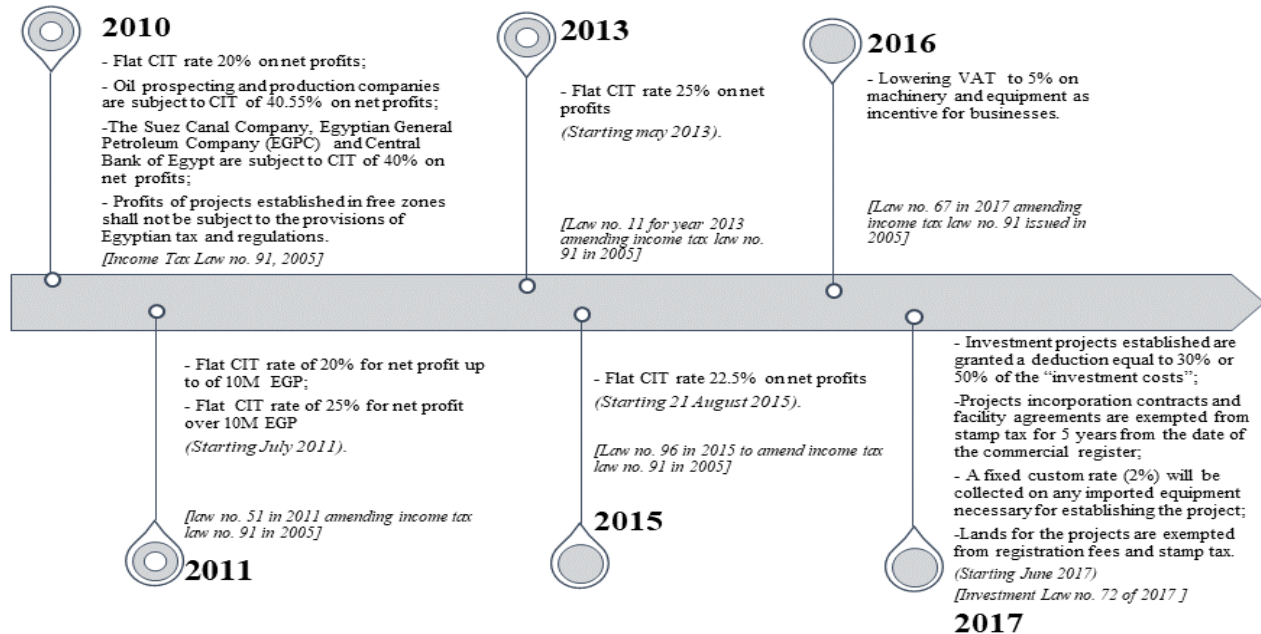 2010
- Flat CIT rate 20% on net profits;
- Oil prospecting and production companies
are subject to CIT of 40.55% on net profits;
-The Suez Canal Company, Egyptian General
Petroleum Company (EGPC) and Central
Bank of Egypt are subject to CIT of 40% on
net profits;
- Profits of projects established in free zones
shall not be subject to the provisions of
Egyptian tax and regulations.
[Income Tax Law no. 91, 2005]
2013
- Flat CIT rate 25% on net
profits
(Starting may 2013).
[Law no. 11 for year 2013
amending income tax law no.
91 in 2005]
2016
- Lowering VAT to 5% on
machinery and equipment as
incentive for businesses.
[Law no. 67 in 2017 amending
income tax law no. 91 issued in
2005]
- Flat CIT rate of 20% for net profit up
to of 10M EGP;
- Flat CIT rate of 25% for net profit
over 10M EGP
(Starting July 2011).
[law no. 51 in 2011 amending income tax
law no. 91 in 2005]
2011
- Flat CIT rate 22.5% on net profits
(Starting 21 August 2015).
[Law no. 96 in 2015 to amend income tax
law no. 91 in 2005]
2015
- Investment projects established are
granted a deduction equal to 30% or
50% of the “investment costs”;
-Projects incorporation contracts and
facility agreements are exempted from
stamp tax for 5 years from the date of
the commercial register;
- A fixed custom rate (2%) will be
collected on any imported equipment
necessary for establishing the project;
-Lands for the projects are exempted
from registration fees and stamp tax.
(Starting June 2017)
[Investment Law no. 72 of 2017 ]
2017